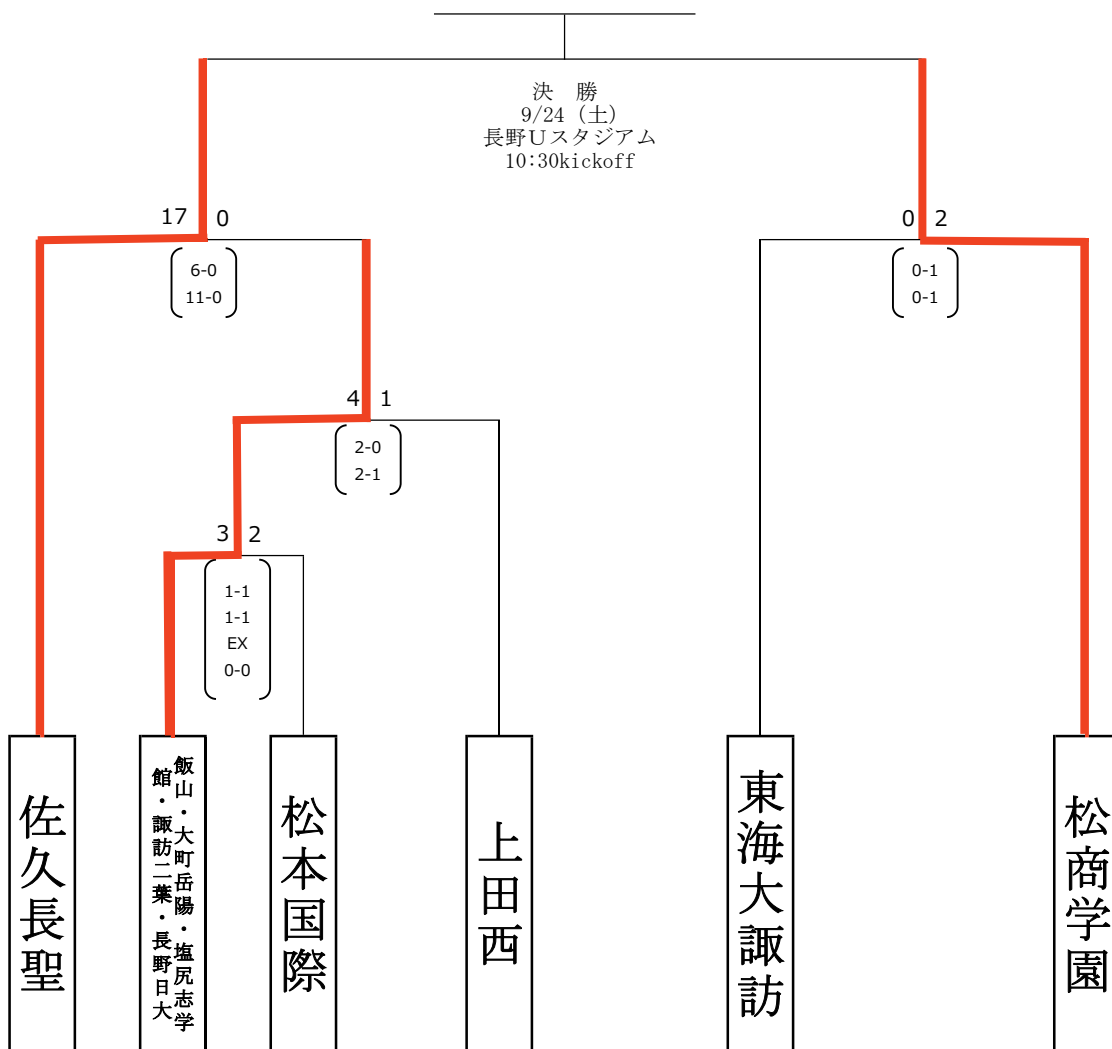 決　勝
9/24（土）
長野Uスタジアム
10:30kickoff
17 0
6-0
11-0
0 2
0-1
0-1
4 1
2-0
2-1
3 2
1-1
1-1
EX
0-0
佐久長聖
飯山・大町岳陽・塩尻志学
館・諏訪二葉・長野日大
松本国際
上田西
東海大諏訪
松商学園